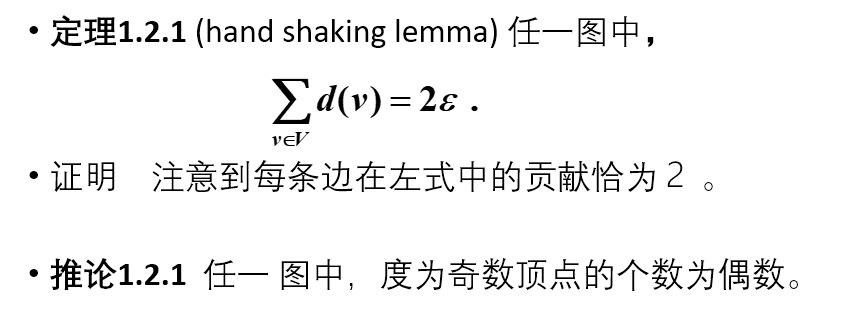 • 定理1.2.1 (hand shaking lemma) 任一图中，
∑ d(v) = 2ε .
v∈V
• 证明　注意到每条边在左式中的贡献恰为 2 。
• 推论1.2.1 任一 图中, 度为奇数顶点的个数为偶数。